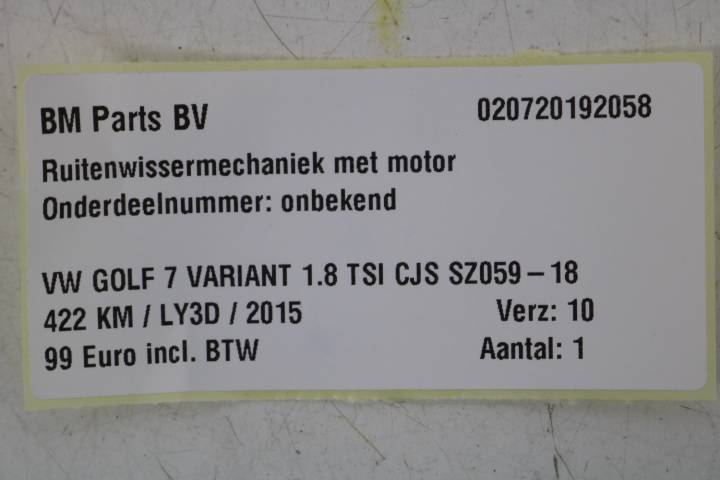 BM Parts BV 020720192058
Ruitenwissermechaniek met motor
Onderdeelnummer: onbekend
VW GOLF 7 VARIANT 1.8 TSI CJS SZ059 – 18
422 KM / LY3D / 2015 Verz: 10
99 Euro incl. BTW Aantal: 1